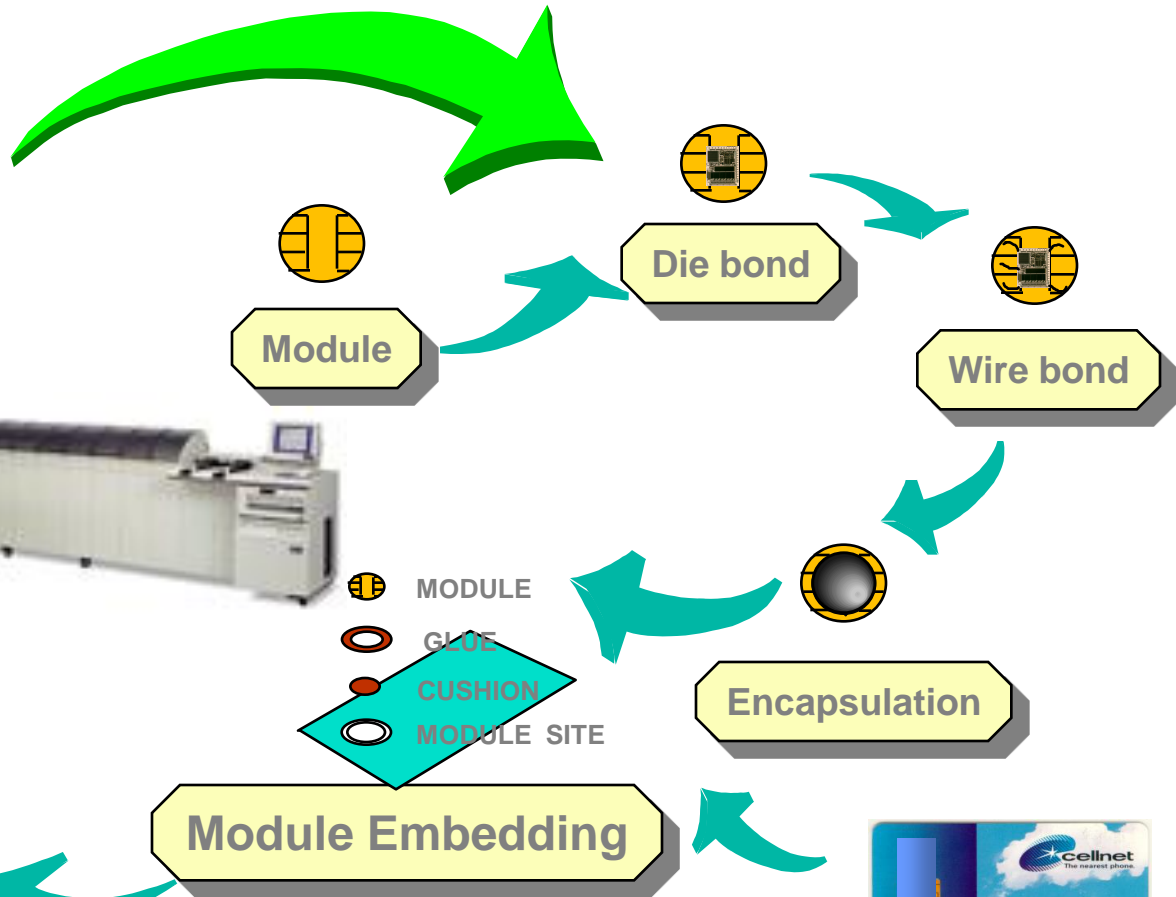 Die bond
Module
Wire bond
MODULE
GLUE
CUSHION
MODULE SITE
Encapsulation
Module Embedding
cellnet
The nearest phone.